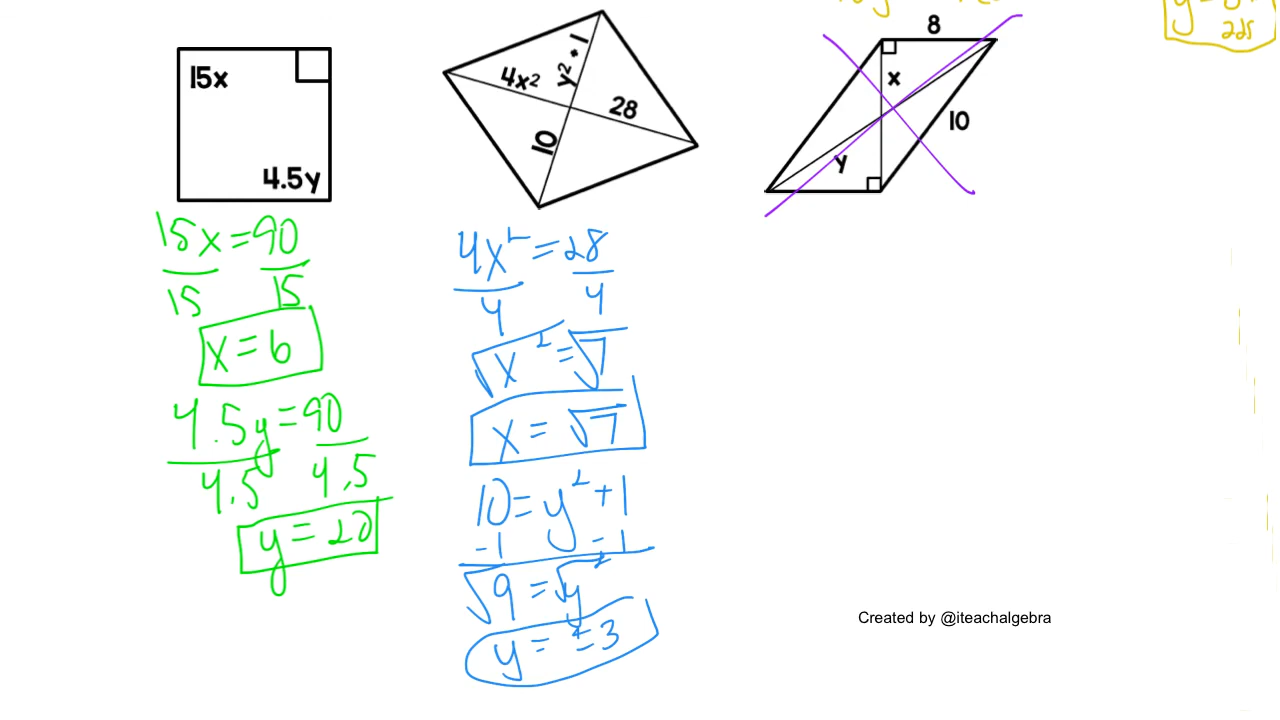 225
8
15x
4x²
y² + 1
x
28
10
10
4.5y
y
15x = 90
15 15
x = 6
4.5y = 90
4.5 4.5
y = 20
4x² = 28
4 4
√x² = √7
x = √7
10 = y² + 1
-1 -1
√9 = √y²
y = ±3
Created by @iteachalgebra